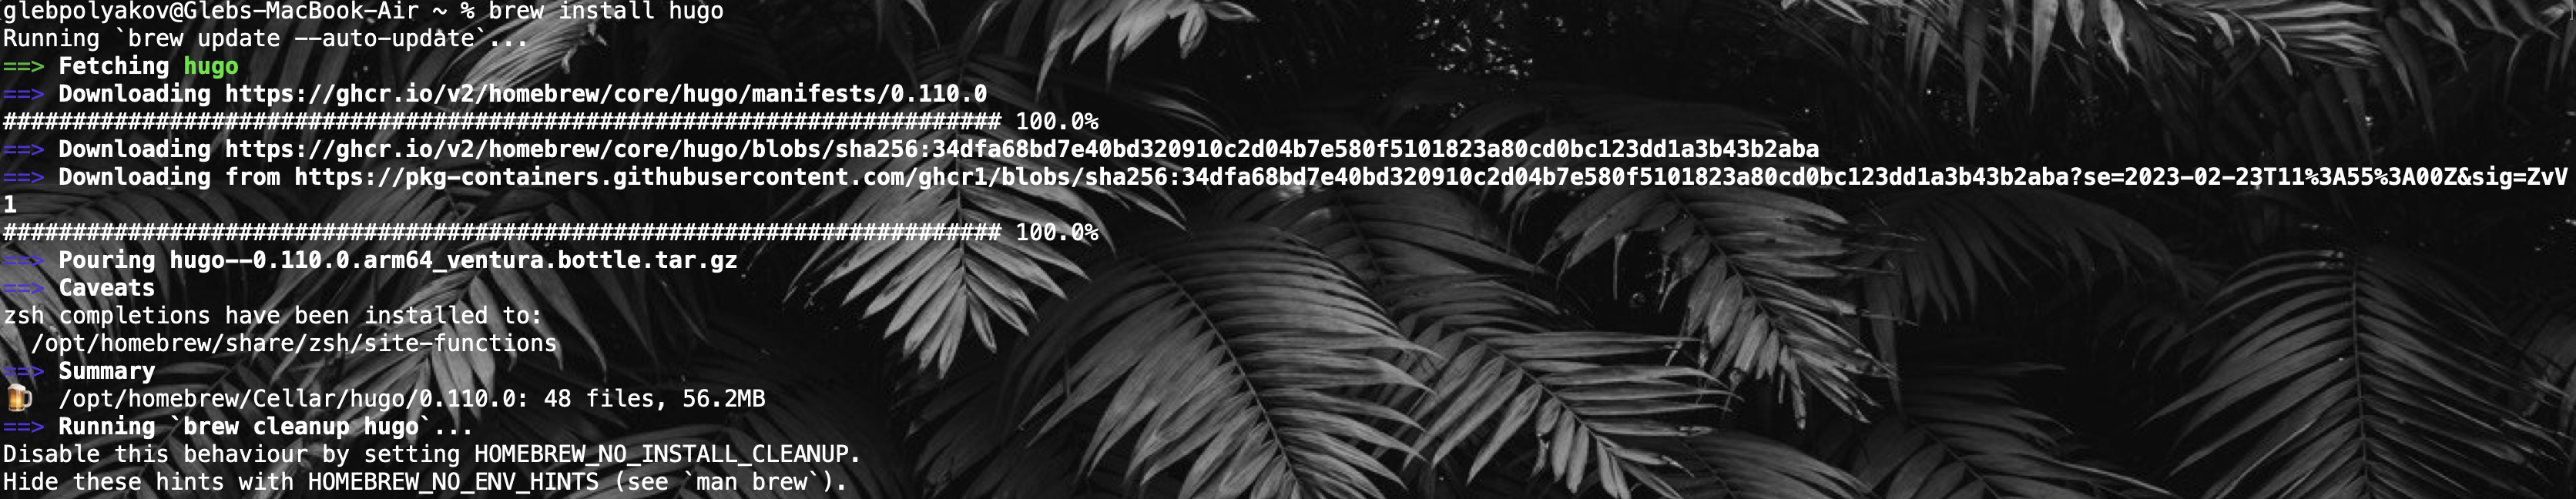 glebpolyakov@Glebs-MacBook-Air ~ % brew install hugo
Running `brew update --auto-update`...
==> Fetching hugo
==> Downloading https://ghcr.io/v2/homebrew/core/hugo/manifests/0.110.0
######################################################################## 100.0%
==> Downloading https://ghcr.io/v2/homebrew/core/hugo/blobs/sha256:34dfa68bd7e40bd320910c2d04b7e580f5101823a80cd0bc123dd1a3b43b2aba
==> Downloading from https://pkg-containers.githubusercontent.com/ghcr1/blobs/sha256:34dfa68bd7e40bd320910c2d04b7e580f5101823a80cd0bc123dd1a3b43b2aba?se=2023-02-23T11%3A55%3A00Z&sig=ZvV
1
######################################################################## 100.0%
==> Pouring hugo--0.110.0.arm64_ventura.bottle.tar.gz
==> Caveats
zsh completions have been installed to:
  /opt/homebrew/share/zsh/site-functions
==> Summary
🍺  /opt/homebrew/Cellar/hugo/0.110.0: 48 files, 56.2MB
==> Running `brew cleanup hugo`...
Disable this behaviour by setting HOMEBREW_NO_INSTALL_CLEANUP.
Hide these hints with HOMEBREW_NO_ENV_HINTS (see `man brew`).